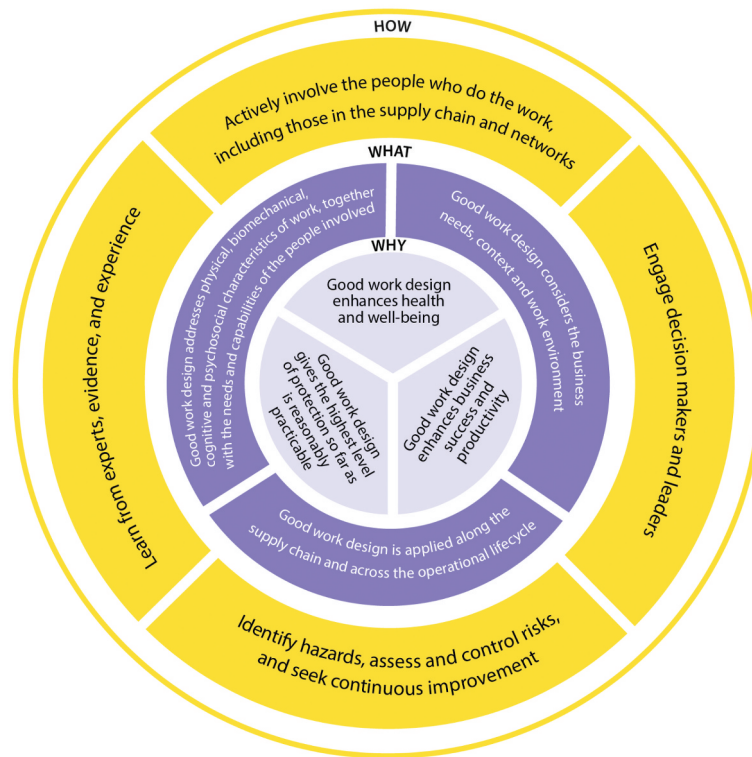 HOW
Actively involve the people who do the work,
including those in the supply chain and networks
Engage decision makers and leaders
Identify hazards, assess and control risks,
and seek continuous improvement
Learn from experts, evidence, and experience
WHAT
Good work design addresses physical, biomechanical,
cognitive and psychosocial characteristics of work, together
with the needs and capabilities of the people involved
Good work design considers the business
needs, context and work environment
Good work design is applied along the
supply chain and across the operational lifecycle
WHY
Good work design
enhances health
and well-being
Good work design
gives the highest level
of protection so far as
is reasonably
practicable
Good work design
enhances business
success and
productivity